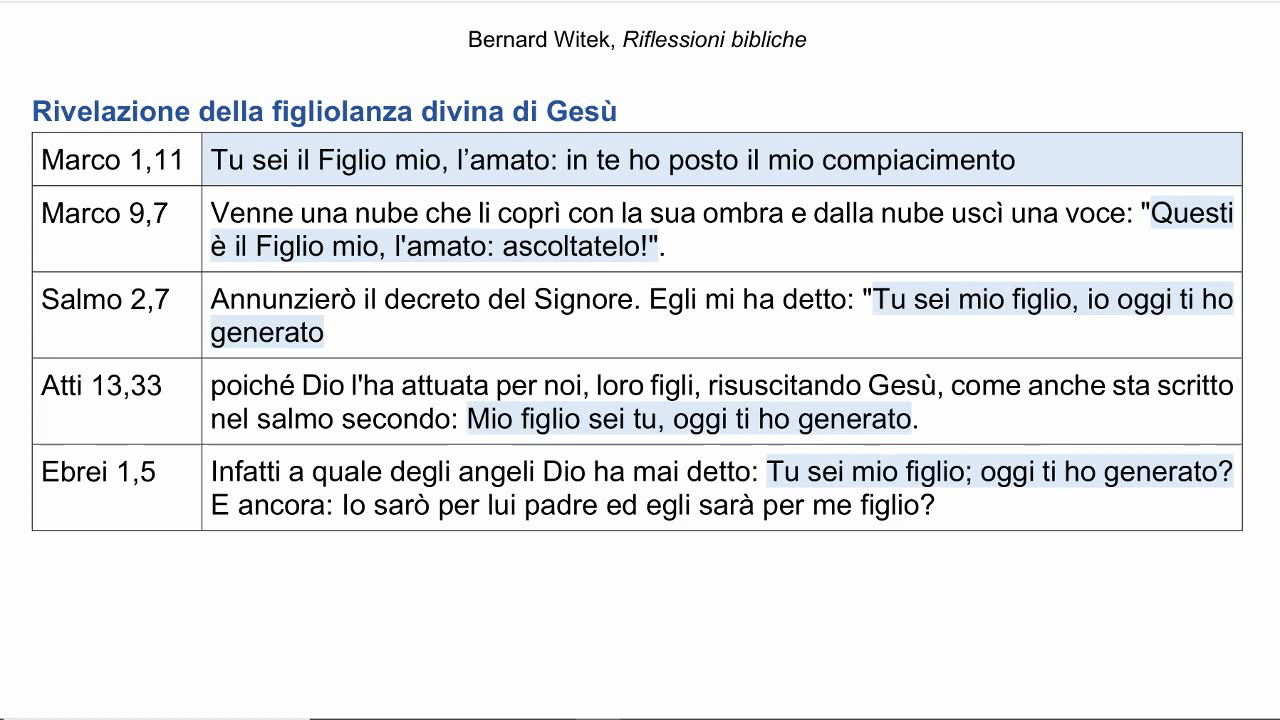 Bernard Witek, Riflessioni bibliche
Rivelazione della figliolanza divina di Gesù
Marco 1,11 Tu sei il Figlio mio, l’amato: in te ho posto il mio compiacimento
Marco 9,7 Venne una nube che li coprì con la sua ombra e dalla nube uscì una voce: "Questi
è il Figlio mio, l'amato: ascoltatelo!".
Salmo 2,7 Annunzierò il decreto del Signore. Egli mi ha detto: "Tu sei mio figlio, io oggi ti ho
generato
Atti 13,33 poiché Dio l'ha attuata per noi, loro figli, risuscitando Gesù, come anche sta scritto
nel salmo secondo: Mio figlio sei tu, oggi ti ho generato.
Ebrei 1,5 Infatti a quale degli angeli Dio ha mai detto: Tu sei mio figlio; oggi ti ho generato?
E ancora: Io sarò per lui padre ed egli sarà per me figlio?